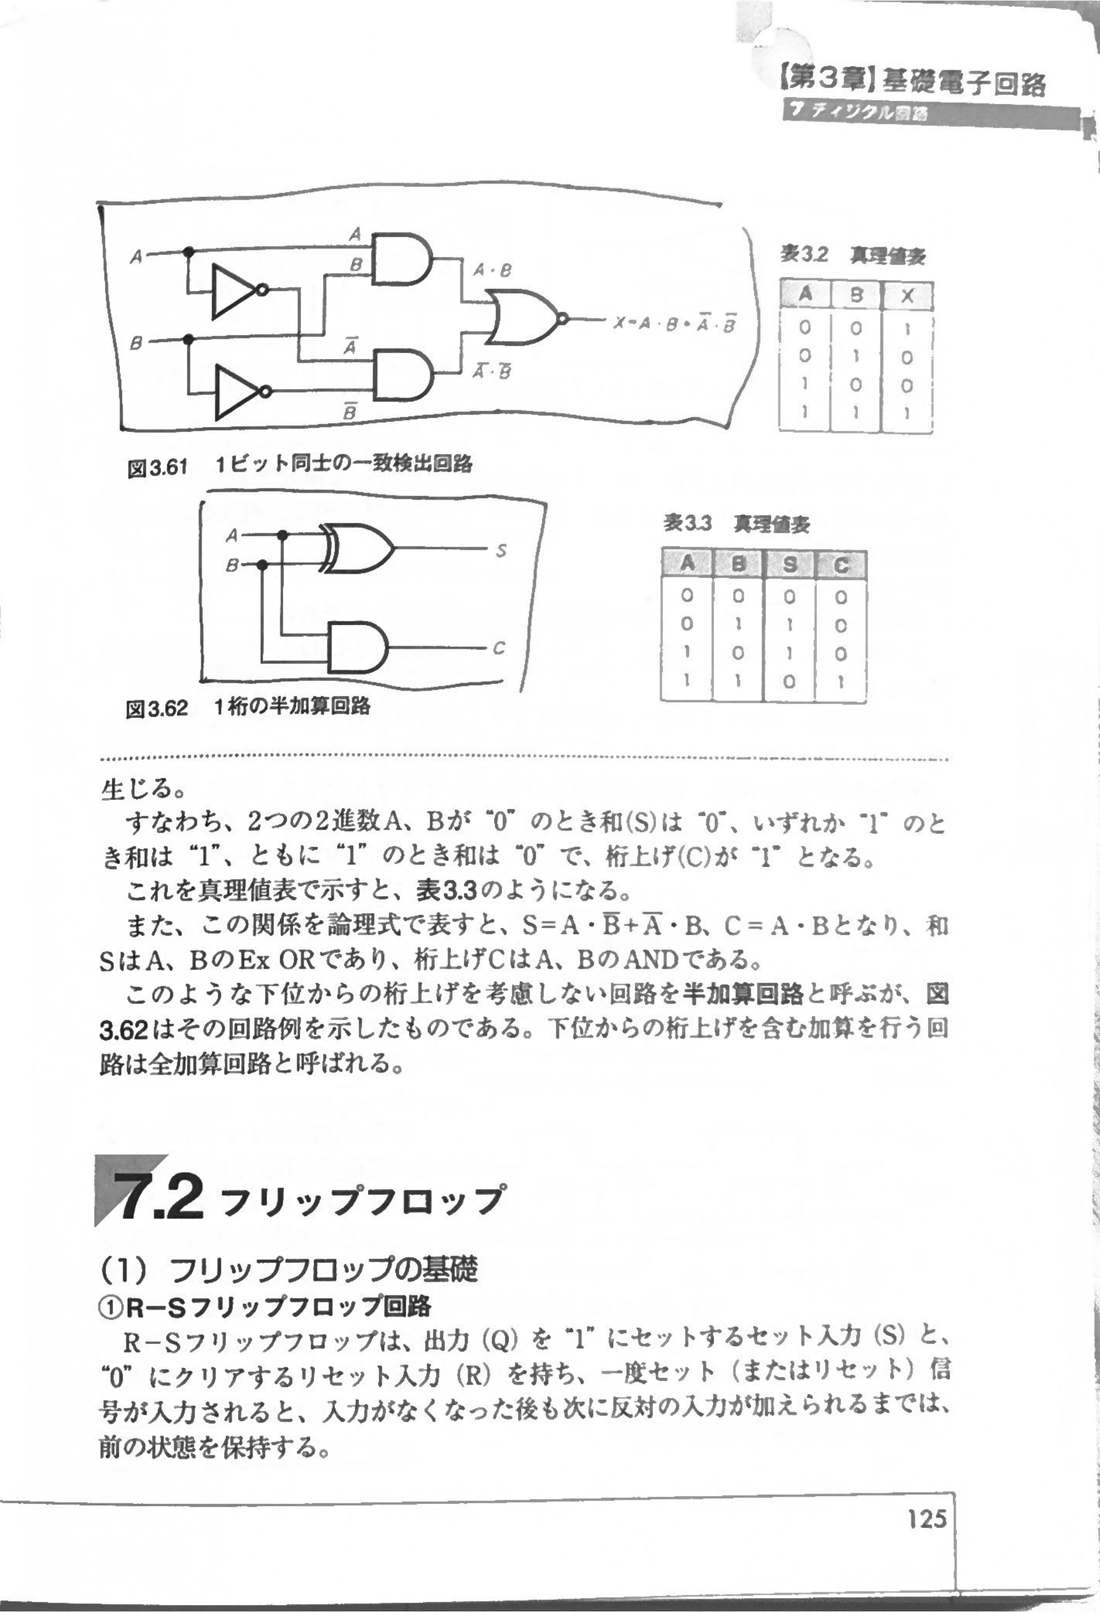 【第3章】基礎電子回路
7 ディジタル回路
A
B
A
B
A̅
B̅
A・B
A̅・B̅
X=A・B+A̅・B̅
表3.2 真理値表
A B X
0 0 1
0 1 0
1 0 0
1 1 1
図3.61 1ビット同士の一致検出回路
A
B
S
C
表3.3 真理値表
A B S C
0 0 0 0
0 1 1 0
1 0 1 0
1 1 0 1
図3.62 1桁の半加算回路
生じる。
すなわち、2つの2進数A、Bが“0”のとき和(S)は“0”、いずれか“1”のと
き和は“1”、ともに“1”のとき和は“0”で、桁上げ(C)が“1”となる。
これを真理値表で示すと、表3.3のようになる。
また、この関係を論理式で表すと、S=A・B̅+A̅・B、C=A・Bとなり、和
SはA、BのEx ORであり、桁上げCはA、BのANDである。
このような下位からの桁上げを考慮しない回路を半加算回路と呼ぶが、図
3.62はその回路例を示したものである。下位からの桁上げを含む加算を行う回
路は全加算回路と呼ばれる。
7.2 フリップフロップ
(1) フリップフロップの基礎
①R−Sフリップフロップ回路
R−Sフリップフロップは、出力(Q)を“1”にセットするセット入力(S)と、
“0”にクリアするリセット入力(R)を持ち、一度セット(またはリセット)信
号が入力されると、入力がなくなった後も次に反対の入力が加えられるまでは、
前の状態を保持する。
125